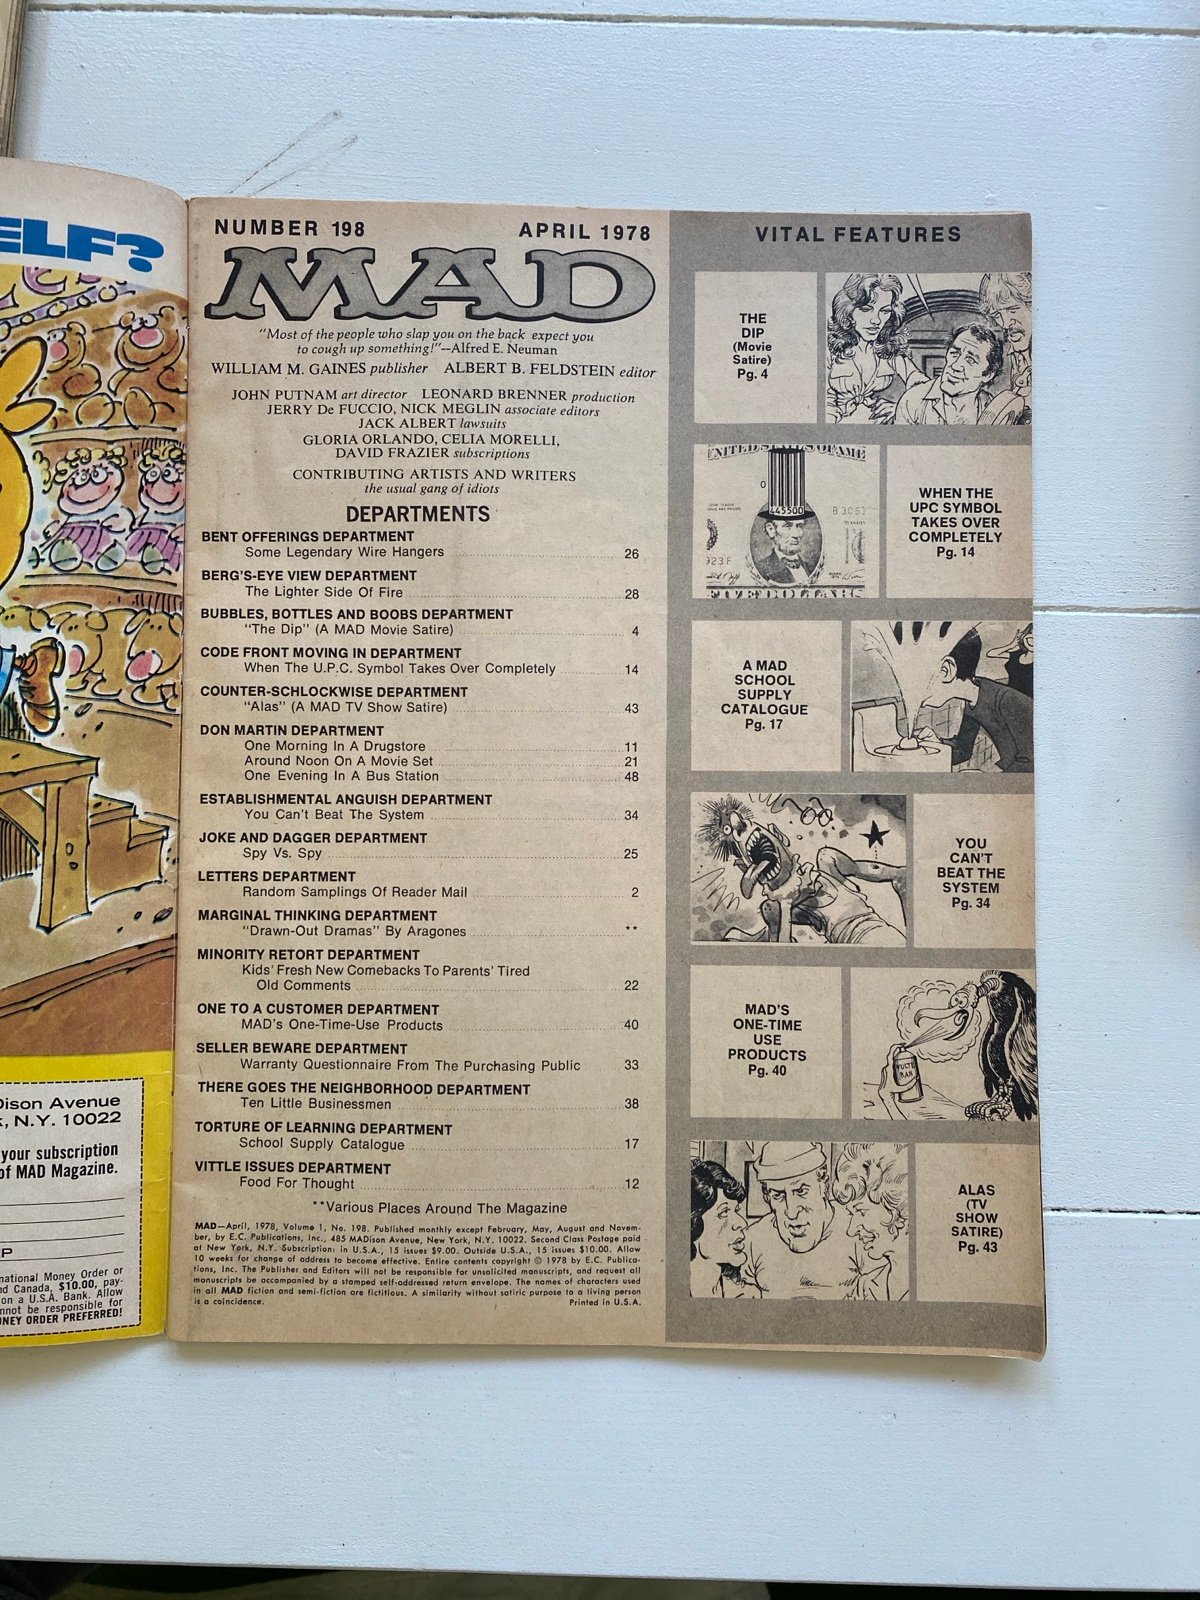 ELF?
Dison Avenue
k, N.Y. 10022
your subscription
of MAD Magazine.
P
national Money Order or
nd Canada, $10.00, pay-
on a U.S.A. Bank. Allow
nnot be responsible for
ONEY ORDER PREFERRED!
NUMBER 198 APRIL 1978
MAD
"Most of the people who slap you on the back expect you
to cough up something!"—Alfred E. Neuman
WILLIAM M. GAINES publisher ALBERT B. FELDSTEIN editor
JOHN PUTNAM art director LEONARD BRENNER production
JERRY De FUCCIO, NICK MEGLIN associate editors
JACK ALBERT lawsuits
GLORIA ORLANDO, CELIA MORELLI,
DAVID FRAZIER subscriptions
CONTRIBUTING ARTISTS AND WRITERS
the usual gang of idiots
DEPARTMENTS
BENT OFFERINGS DEPARTMENT
Some Legendary Wire Hangers 26
BERG'S-EYE VIEW DEPARTMENT
The Lighter Side Of Fire 28
BUBBLES, BOTTLES AND BOOBS DEPARTMENT
"The Dip" (A MAD Movie Satire) 4
CODE FRONT MOVING IN DEPARTMENT
When The U.P.C. Symbol Takes Over Completely 14
COUNTER-SCHLOCKWISE DEPARTMENT
"Alas" (A MAD TV Show Satire) 43
DON MARTIN DEPARTMENT
One Morning In A Drugstore 11
Around Noon On A Movie Set 21
One Evening In A Bus Station 48
ESTABLISHMENTAL ANGUISH DEPARTMENT
You Can't Beat The System 34
JOKE AND DAGGER DEPARTMENT
Spy Vs. Spy 25
LETTERS DEPARTMENT
Random Samplings Of Reader Mail 2
MARGINAL THINKING DEPARTMENT
"Drawn-Out Dramas" By Aragones **
MINORITY RETORT DEPARTMENT
Kids' Fresh New Comebacks To Parents' Tired
Old Comments 22
ONE TO A CUSTOMER DEPARTMENT
MAD's One-Time-Use Products 40
SELLER BEWARE DEPARTMENT
Warranty Questionnaire From The Purchasing Public 33
THERE GOES THE NEIGHBORHOOD DEPARTMENT
Ten Little Businessmen 38
TORTURE OF LEARNING DEPARTMENT
School Supply Catalogue 17
VITTLE ISSUES DEPARTMENT
Food For Thought 12
**Various Places Around The Magazine
MAD—April, 1978, Volume 1, No. 198. Published monthly except February, May, August and Novem-
ber, by E.C. Publications, Inc., 485 MADison Avenue, New York, N.Y. 10022. Second Class Postage paid
at New York, N.Y. Subscription: in U.S.A., 15 issues $9.00. Outside U.S.A., 15 issues $10.00. Allow
10 weeks for change of address to become effective. Entire contents copyright © 1978 by E.C. Publica-
tions, Inc. The Publisher and Editors will not be responsible for unsolicited manuscripts, and request all
manuscripts be accompanied by a stamped self-addressed return envelope. The names of characters used
in all MAD fiction and semi-fiction are fictitious. A similarity without satiric purpose to a living person
is a coincidence. Printed in U.S.A.
VITAL FEATURES
THE
DIP
(Movie
Satire)
Pg. 4
NITED STATES OF AME
0
445500
B 3051
323F
FIVE DOLLARS
WHEN THE
UPC SYMBOL
TAKES OVER
COMPLETELY
Pg. 14
A MAD
SCHOOL
SUPPLY
CATALOGUE
Pg. 17
YOU
CAN'T
BEAT THE
SYSTEM
Pg. 34
MAD'S
ONE-TIME
USE
PRODUCTS
Pg. 40
BAN
ALAS
(TV
SHOW
SATIRE)
Pg. 43